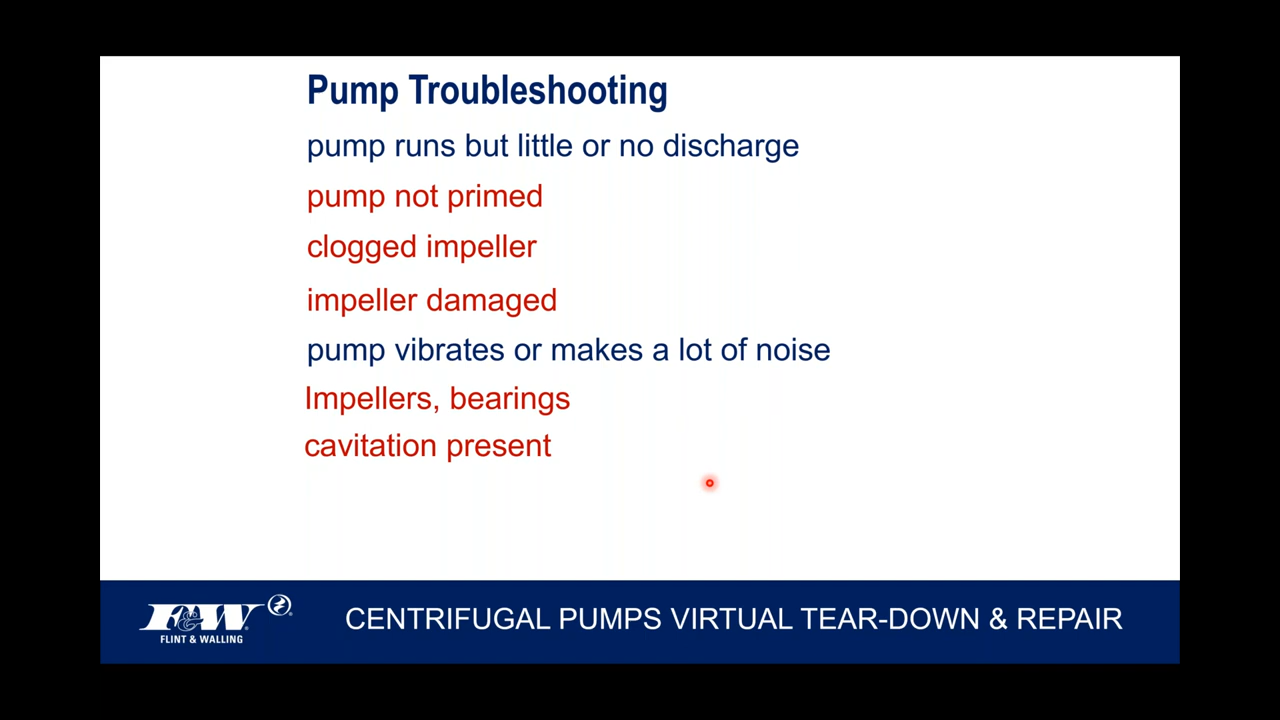 Pump Troubleshooting
pump runs but little or no discharge
pump not primed
clogged impeller
impeller damaged
pump vibrates or makes a lot of noise
Impellers, bearings
cavitation present
F&W
FLINT & WALLING
CENTRIFUGAL PUMPS VIRTUAL TEAR-DOWN & REPAIR